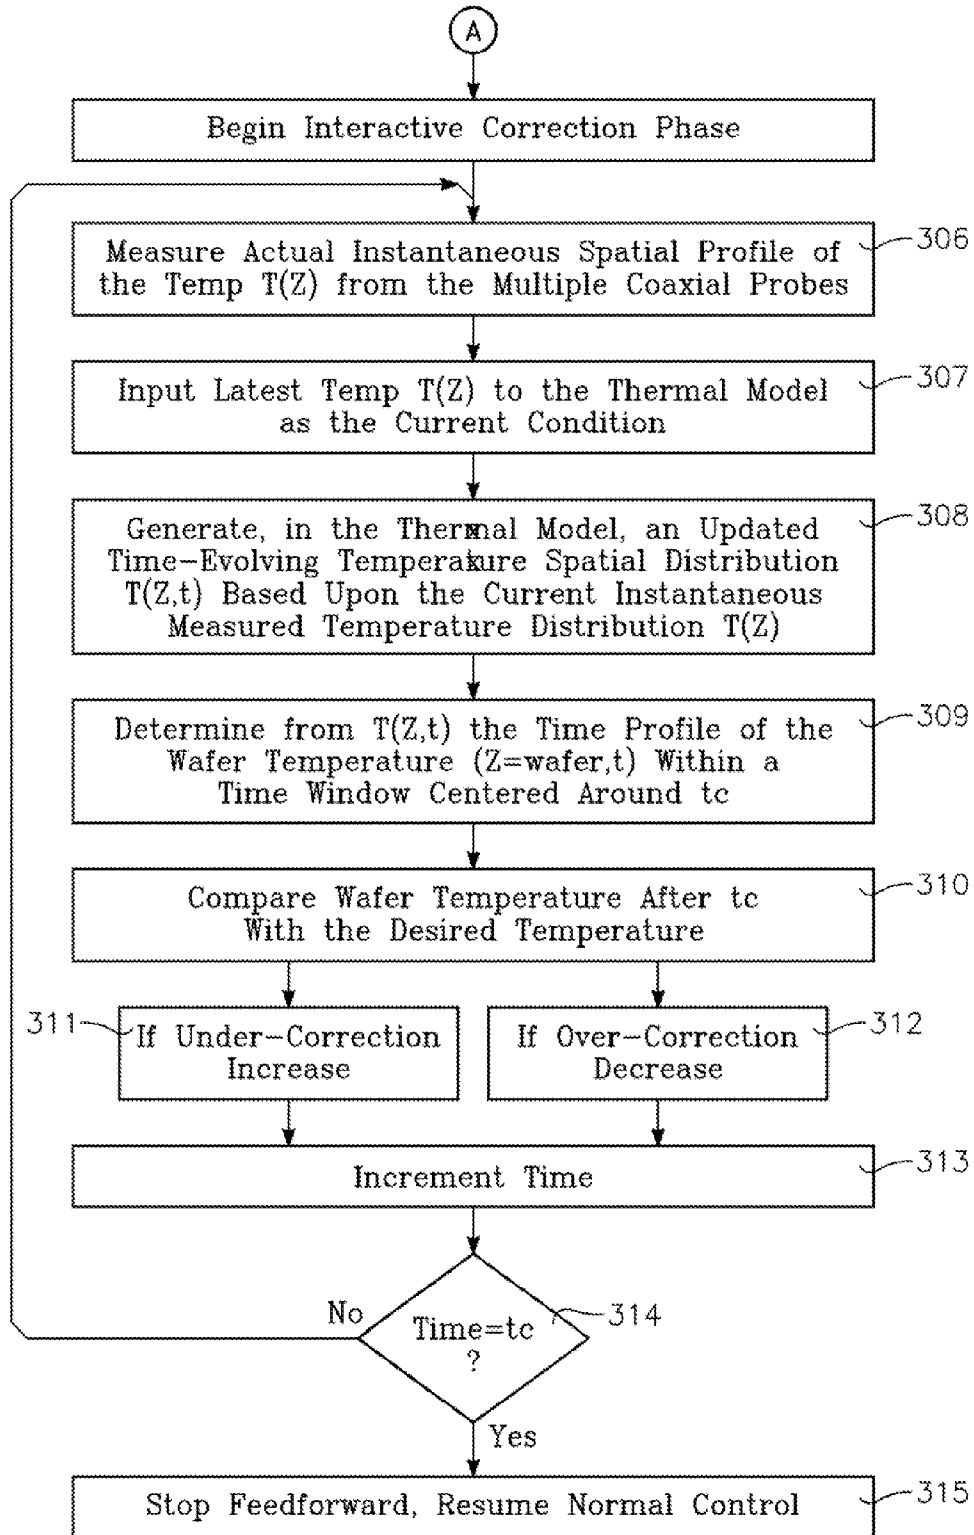 A
Begin Interactive Correction Phase
Measure Actual Instantaneous Spatial Profile of
the Temp T(Z) from the Multiple Coaxial Probes
306
Input Latest Temp T(Z) to the Thermal Model
as the Current Condition
307
Generate, in the Thermal Model, an Updated
Time-Evolving Temperature Spatial Distribution
T(Z,t) Based Upon the Current Instantaneous
Measured Temperature Distribution T(Z)
308
Determine from T(Z,t) the Time Profile of the
Wafer Temperature (Z=wafer,t) Within a
Time Window Centered Around tc
309
Compare Wafer Temperature After tc
With the Desired Temperature
310
311
If Under-Correction
Increase
If Over-Correction
Decrease
312
Increment Time
313
No
Time=tc
?
314
Yes
Stop Feedforward, Resume Normal Control
315